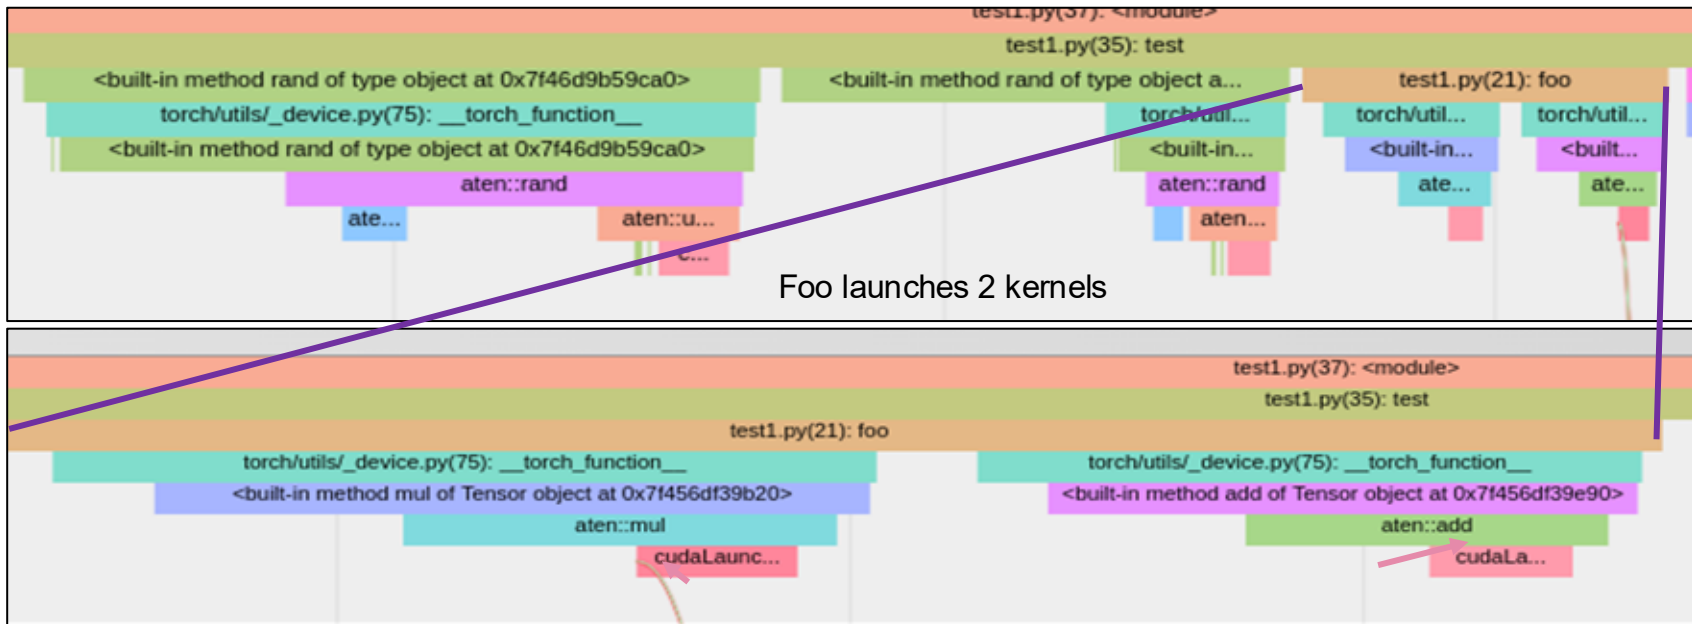 test1.py(37): <module>
test1.py(35): test
<built-in method rand of type object at 0x7f46d9b59ca0> <built-in method rand of type object a... test1.py(21): foo
torch/utils/_device.py(75): __torch_function__ torch/util... torch/util... torch/util...
<built-in method rand of type object at 0x7f46d9b59ca0> <built-in... <built-in... <built...
aten::rand aten::rand ate... ate...
ate... aten::u... aten...
c...
Foo launches 2 kernels
test1.py(37): <module>
test1.py(35): test
test1.py(21): foo
torch/utils/_device.py(75): __torch_function__ torch/utils/_device.py(75): __torch_function__
<built-in method mul of Tensor object at 0x7f456df39b20> <built-in method add of Tensor object at 0x7f456df39e90>
aten::mul aten::add
cudaLaunc... cudaLa...